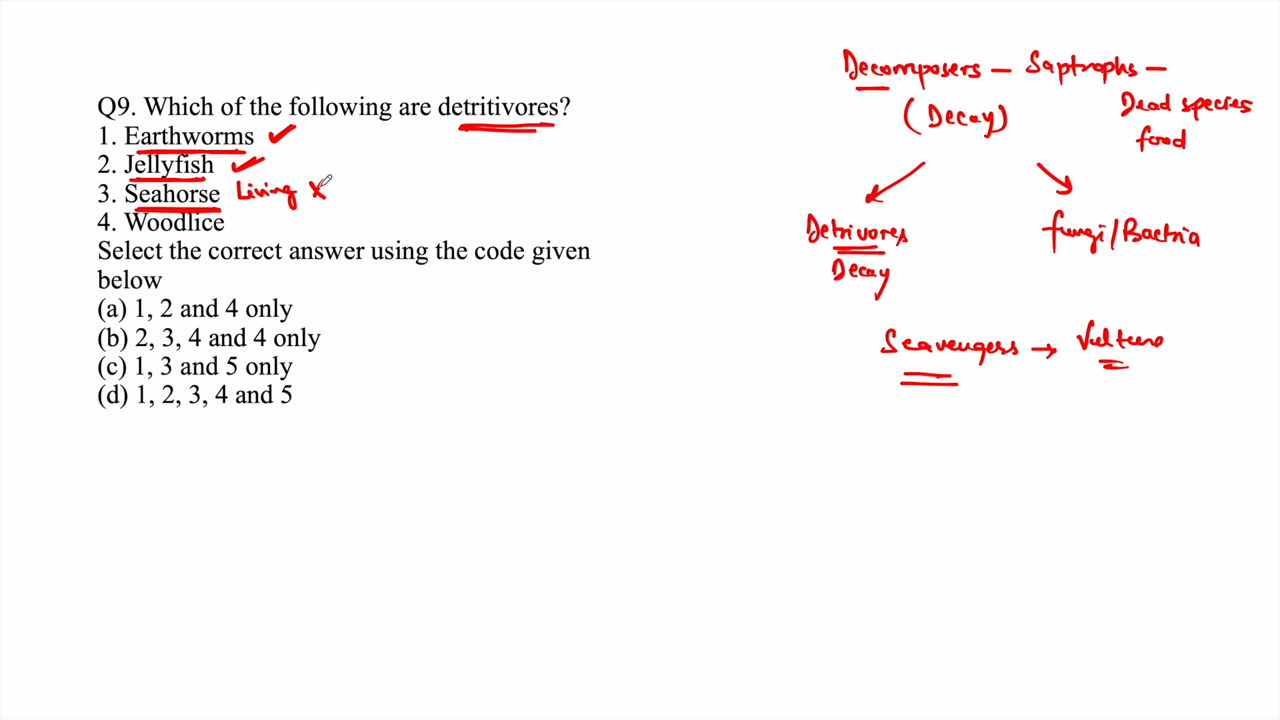 Q9. Which of the following are detritivores?
1. Earthworms ✓
2. Jellyfish ✓
3. Seahorse Living ✗
4. Woodlice
Select the correct answer using the code given
below
(a) 1, 2 and 4 only
(b) 2, 3, 4 and 4 only
(c) 1, 3 and 5 only
(d) 1, 2, 3, 4 and 5
Decomposers – Saptrophs –
(Decay)
Dead species
food
Detrivores
Decay
fungi/Bactria
Scavengers → Vulture